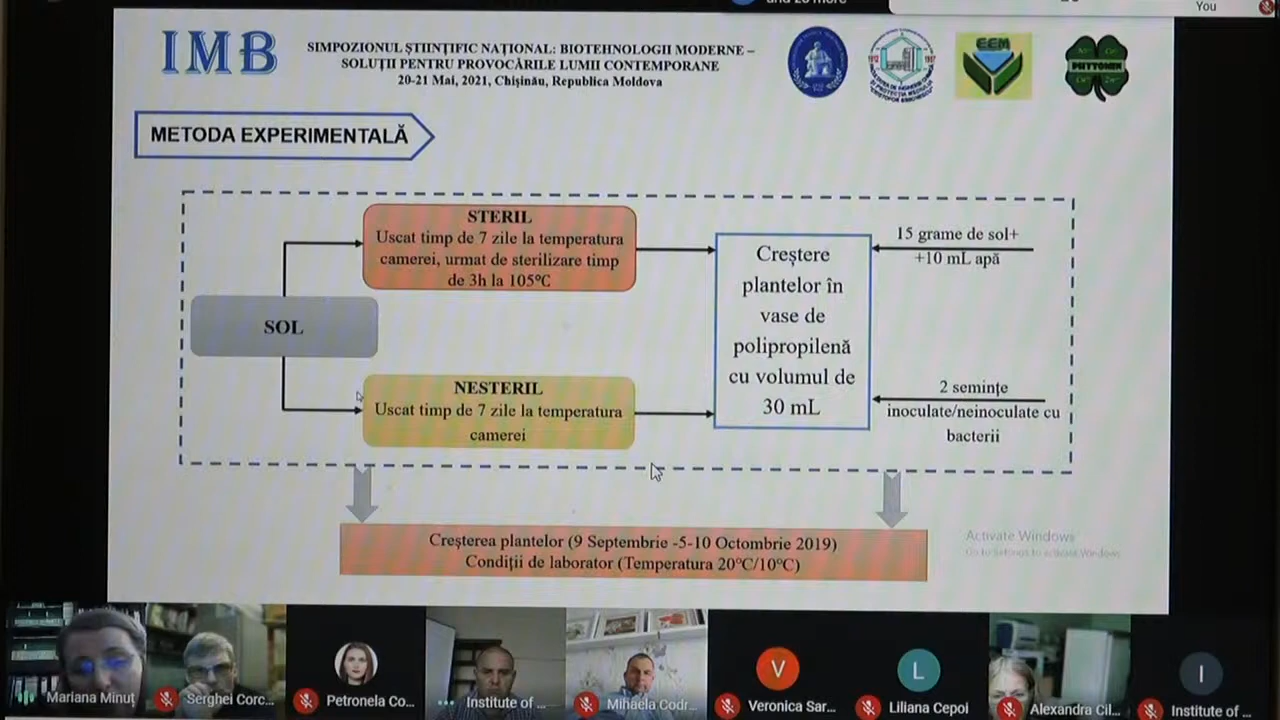 and 28 more
You
IMB
SIMPOZIONUL ȘTIINȚIFIC NAȚIONAL: BIOTEHNOLOGII MODERNE –
SOLUȚII PENTRU PROVOCĂRILE LUMII CONTEMPORANE
20-21 Mai, 2021, Chișinău, Republica Moldova
EEM
METODA EXPERIMENTALĂ
STERIL
Uscat timp de 7 zile la temperatura
camerei, urmat de sterilizare timp
de 3h la 105°C
SOL
NESTERIL
Uscat timp de 7 zile la temperatura
camerei
Creștere
plantelor în
vase de
polipropilenă
cu volumul de
30 mL
15 grame de sol+
+10 mL apă
2 semințe
inoculate/neinoculate cu
bacterii
Creșterea plantelor (9 Septembrie -5-10 Octombrie 2019)
Condiții de laborator (Temperatura 20°C/10°C)
Activate Windows
Go to Settings to activate Windows.
Mariana Minuț
Serghei Corc...
Petronela Co...
Institute of ...
Mihaela Codr...
V
Veronica Sar...
L
Liliana Cepoi
Alexandra Cil...
I
Institute of ...